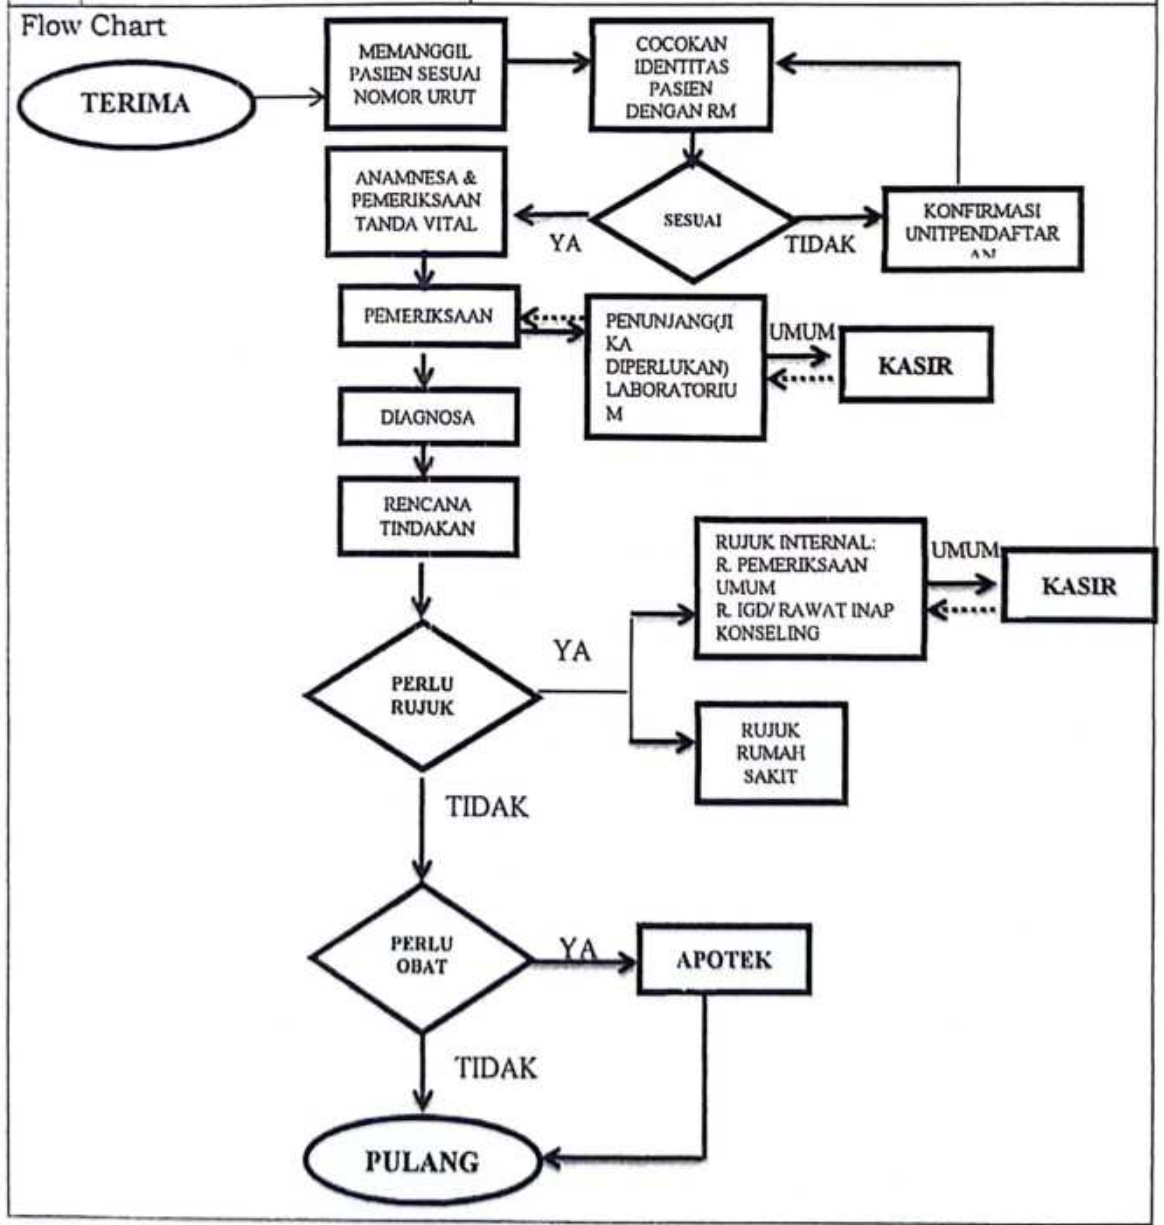 Flow Chart
TERIMA
MEMANGGIL
PASIEN SESUAI
NOMOR URUT
COCOKAN
IDENTITAS
PASIEN
DENGAN RM
ANAMNESA &
PEMERIKSAAN
TANDA VITAL
YA
SESUAI
TIDAK
KONFIRMASI
UNITPENDAFTAR
AN
PEMERIKSAAN
PENUNJANG(JI
KA
DIPERLUKAN)
LABORATORIU
M
UMUM
KASIR
DIAGNOSA
RENCANA
TINDAKAN
RUJUK INTERNAL:
R. PEMERIKSAAN
UMUM
R. IGD/ RAWAT INAP
KONSELING
UMUM
KASIR
PERLU
RUJUK
YA
RUJUK
RUMAH
SAKIT
TIDAK
PERLU
OBAT
YA
APOTEK
TIDAK
PULANG